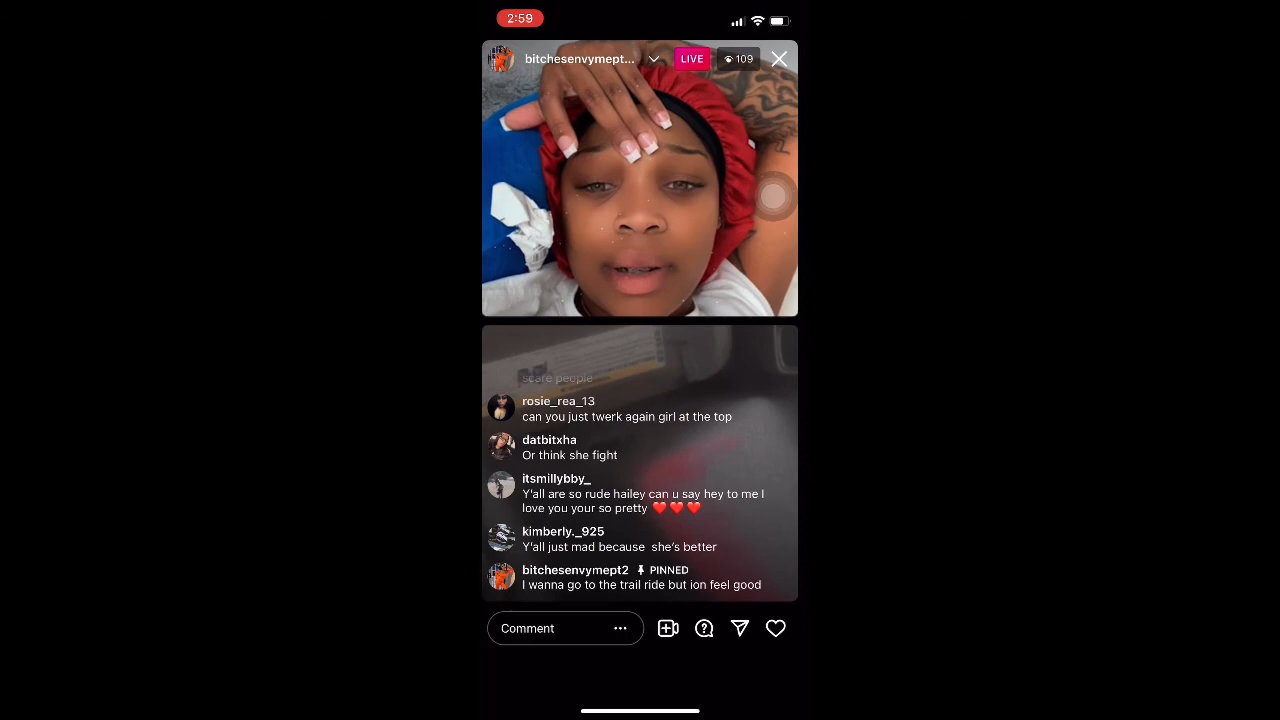 2:59
bitchesenvymept...
LIVE
109
scare people
rosie_rea_13
can you just twerk again girl at the top
datbitxha
Or think she fight
itsmillybby_
Y'all are so rude hailey can u say hey to me I
love you your so pretty ❤️❤️❤️
kimberly._925
Y'all just mad because  she's better
bitchesenvymept2 PINNED
I wanna go to the trail ride but ion feel good
Comment